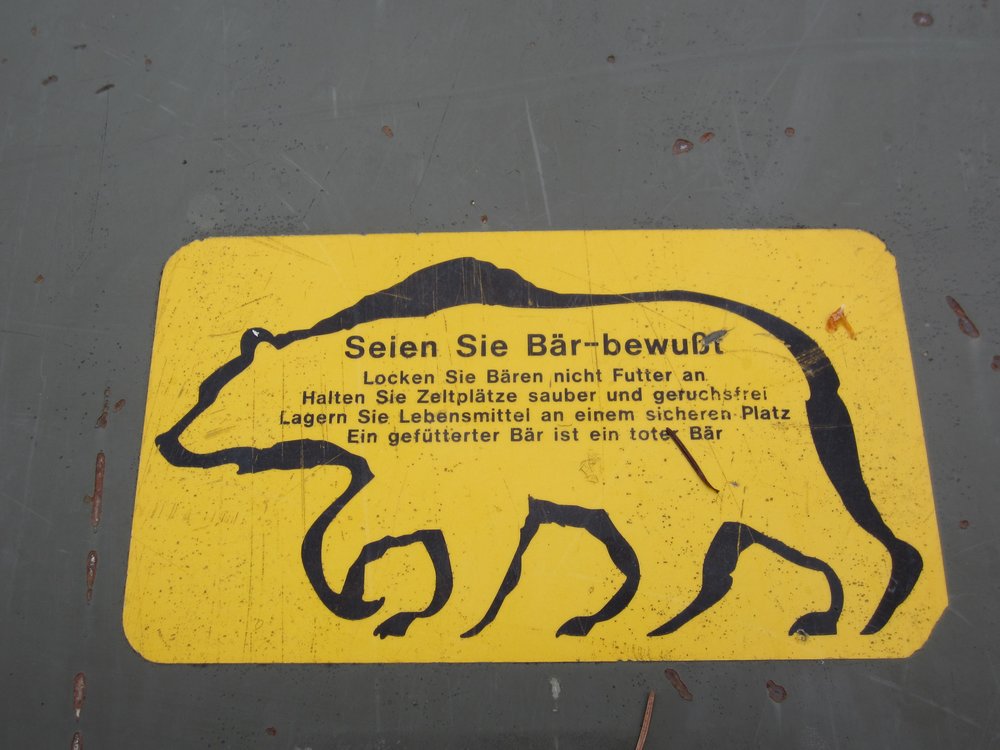 Seien Sie Bär-bewußt
Locken Sie Bären nicht Futter an
Halten Sie Zeltplätze sauber und geruchsfrei
Lagern Sie Lebensmittel an einem sicheren Platz
Ein gefütterter Bär ist ein toter Bär